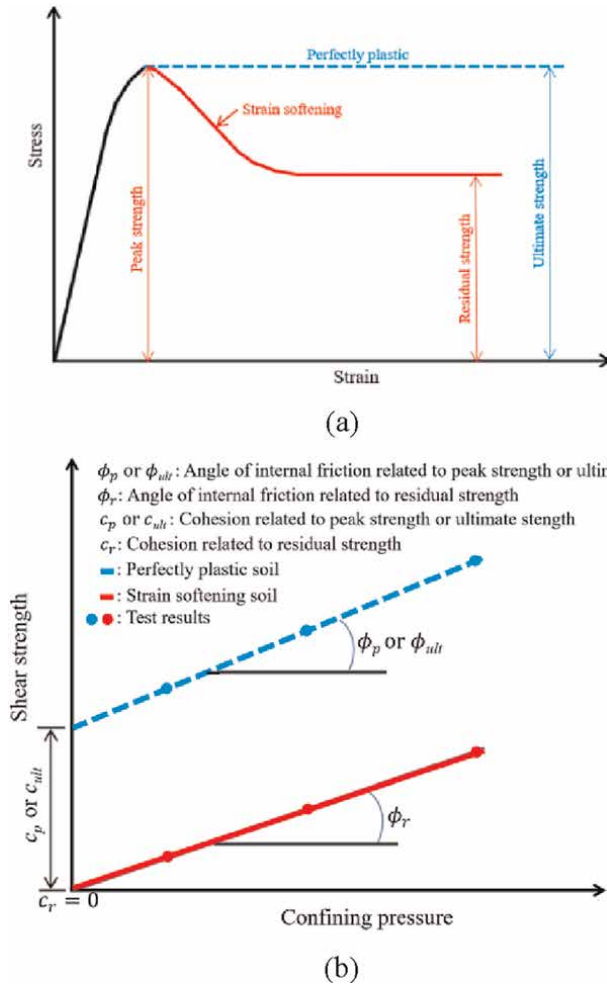 Perfectly plastic
Strain softening
Stress
Peak strength
Residual strength
Ultimate strength
Strain
(a)
ϕp or ϕult: Angle of internal friction related to peak strength or ultim
ϕr: Angle of internal friction related to residual strength
cp or cult: Cohesion related to peak strength or ultimate stength
cr: Cohesion related to residual strength
: Perfectly plastic soil
: Strain softening soil
: Test results
Shear strength
ϕp or ϕult
cp or cult
ϕr
cr = 0
Confining pressure
(b)